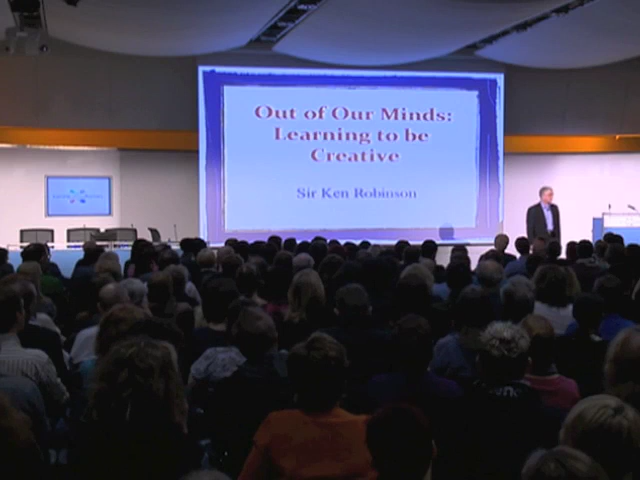 Out of Our Minds:
Learning to be
Creative
Sir Ken Robinson